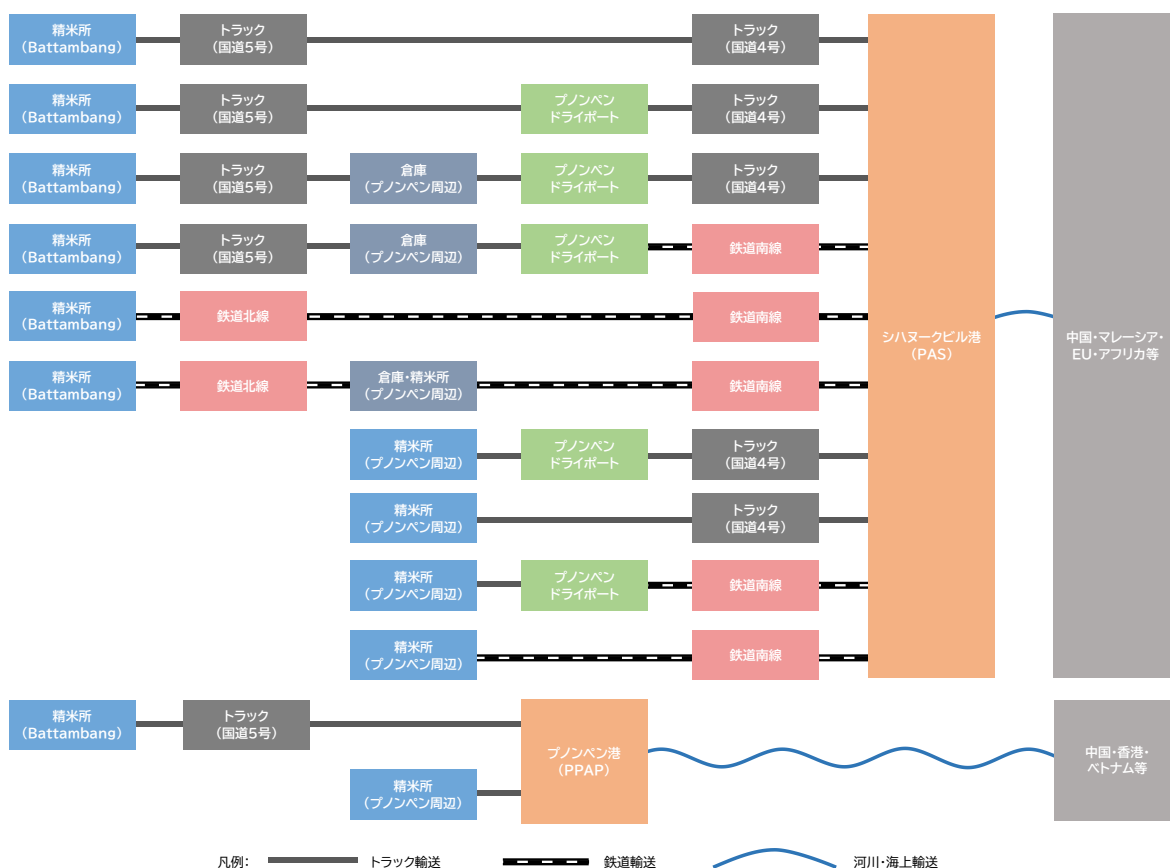 精米所
(Battambang)
トラック
(国道5号)
トラック
(国道4号)
精米所
(Battambang)
トラック
(国道5号)
プノンペン
ドライポート
トラック
(国道4号)
精米所
(Battambang)
トラック
(国道5号)
倉庫
(プノンペン周辺)
プノンペン
ドライポート
トラック
(国道4号)
精米所
(Battambang)
トラック
(国道5号)
倉庫
(プノンペン周辺)
プノンペン
ドライポート
鉄道南線
精米所
(Battambang)
鉄道北線
鉄道南線
精米所
(Battambang)
鉄道北線
倉庫・精米所
(プノンペン周辺)
鉄道南線
精米所
(プノンペン周辺)
プノンペン
ドライポート
トラック
(国道4号)
精米所
(プノンペン周辺)
トラック
(国道4号)
精米所
(プノンペン周辺)
プノンペン
ドライポート
鉄道南線
精米所
(プノンペン周辺)
鉄道南線
シハヌークビル港
(PAS)
中国・マレーシア・
EU・アフリカ等
精米所
(Battambang)
トラック
(国道5号)
精米所
(プノンペン周辺)
プノンペン港
(PPAP)
中国・香港・
ベトナム等
凡例: トラック輸送 鉄道輸送 河川・海上輸送